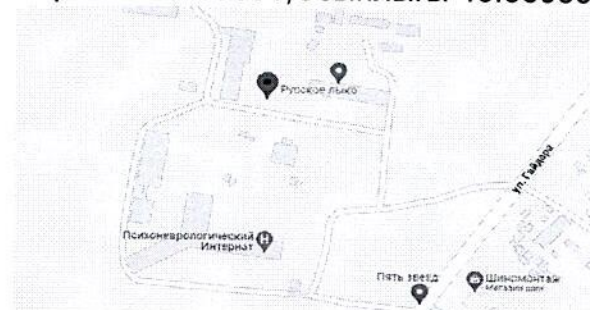 Русское лыко
ул. Гайдара
Психоневрологический
Интернат
Пять звезд
Шиномонтаж